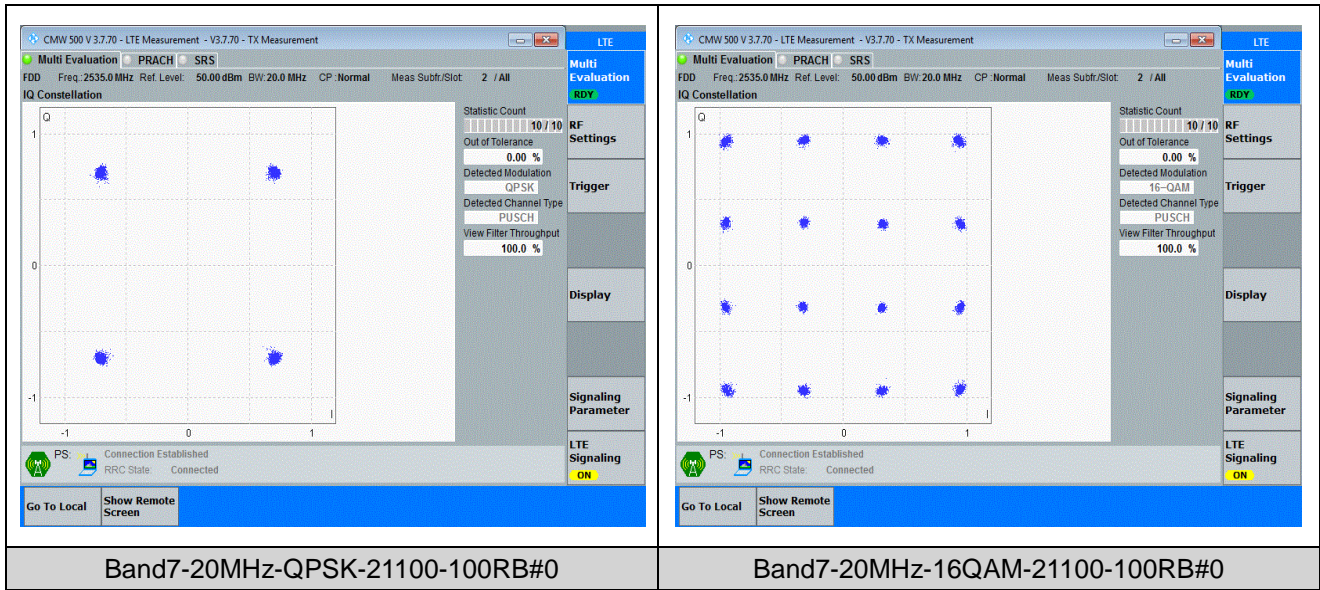 CMW 500 V 3.7.70 - LTE Measurement - V3.7.70 - TX Measurement
LTE
Multi Evaluation PRACH SRS
Multi Evaluation
RDY
FDD Freq.:2535.0 MHz Ref. Level: 50.00 dBm BW:20.0 MHz CP :Normal Meas Subfr./Slot: 2 / All
IQ Constellation
Q
1
0
-1
I
-1 0 1
Statistic Count
10 / 10
Out of Tolerance
0.00 %
Detected Modulation
QPSK
Detected Channel Type
PUSCH
View Filter Throughput
100.0 %
RF
Settings
Trigger
Display
Signaling
Parameter
LTE
Signaling
ON
PS: Connection Established
RRC State: Connected
Go To Local
Show Remote
Screen
Band7-20MHz-QPSK-21100-100RB#0
CMW 500 V 3.7.70 - LTE Measurement - V3.7.70 - TX Measurement
LTE
Multi Evaluation PRACH SRS
Multi Evaluation
RDY
FDD Freq.:2535.0 MHz Ref. Level: 50.00 dBm BW:20.0 MHz CP :Normal Meas Subfr./Slot: 2 / All
IQ Constellation
Q
1
0
-1
I
-1 0 1
Statistic Count
10 / 10
Out of Tolerance
0.00 %
Detected Modulation
16-QAM
Detected Channel Type
PUSCH
View Filter Throughput
100.0 %
RF
Settings
Trigger
Display
Signaling
Parameter
LTE
Signaling
ON
PS: Connection Established
RRC State: Connected
Go To Local
Show Remote
Screen
Band7-20MHz-16QAM-21100-100RB#0